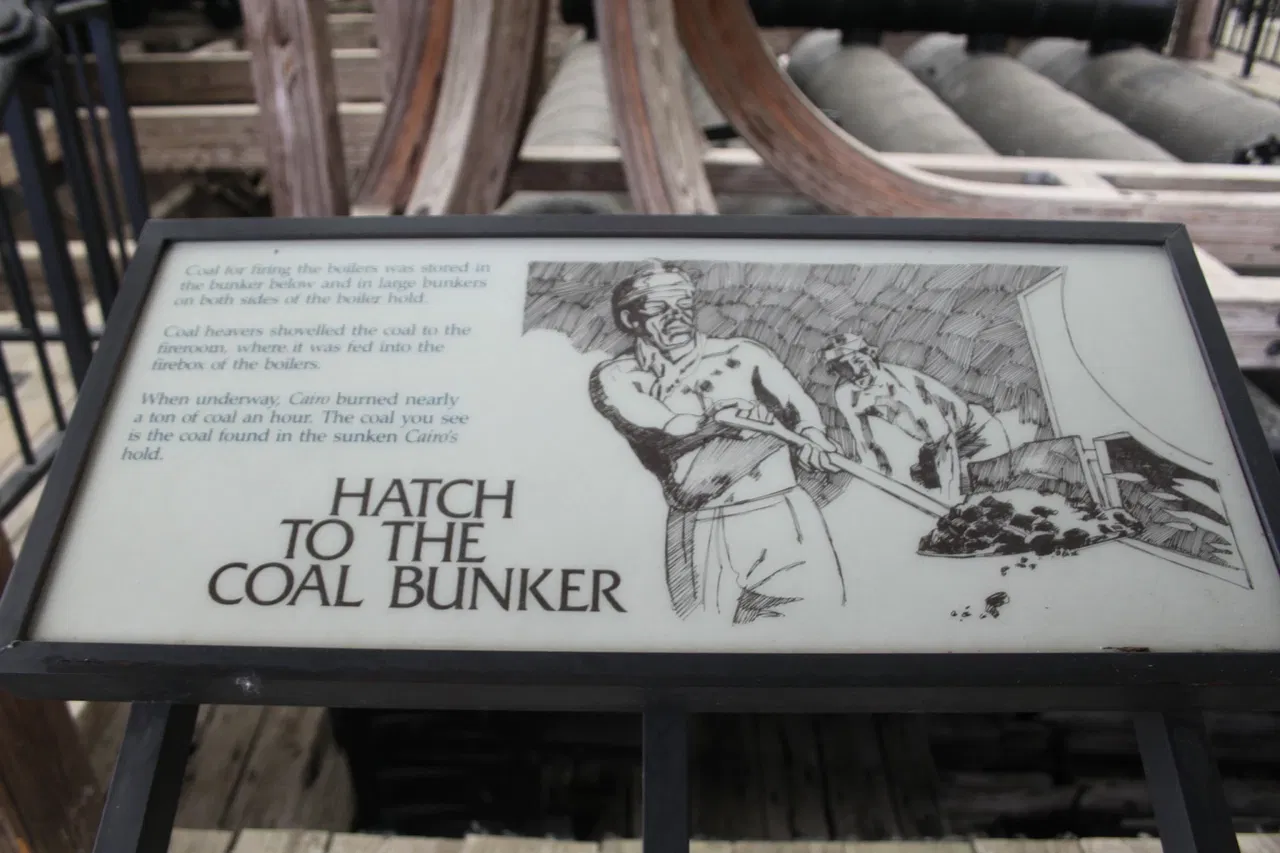 Coal for firing the boilers was stored in
the bunker below and in large bunkers
on both sides of the boiler hold.
Coal heavers shovelled the coal to the
fireroom, where it was fed into the
firebox of the boilers.
When underway, Cairo burned nearly
a ton of coal an hour. The coal you see
is the coal found in the sunken Cairo's
hold.
HATCH
TO THE
COAL BUNKER